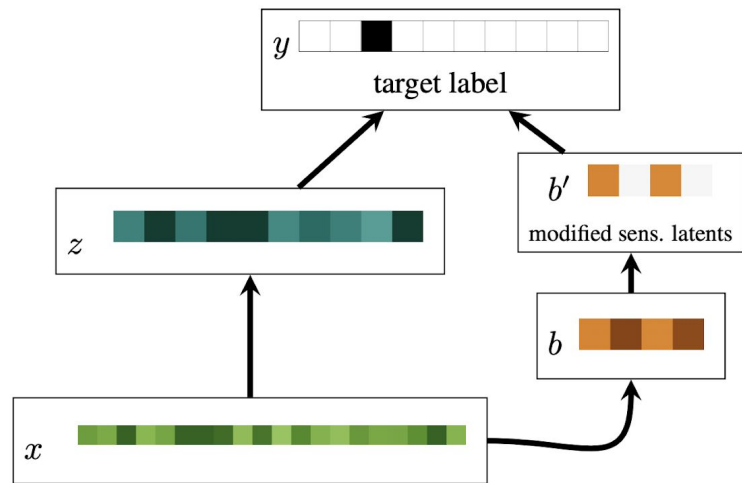 y
target label
b′
modified sens. latents
z
b
x